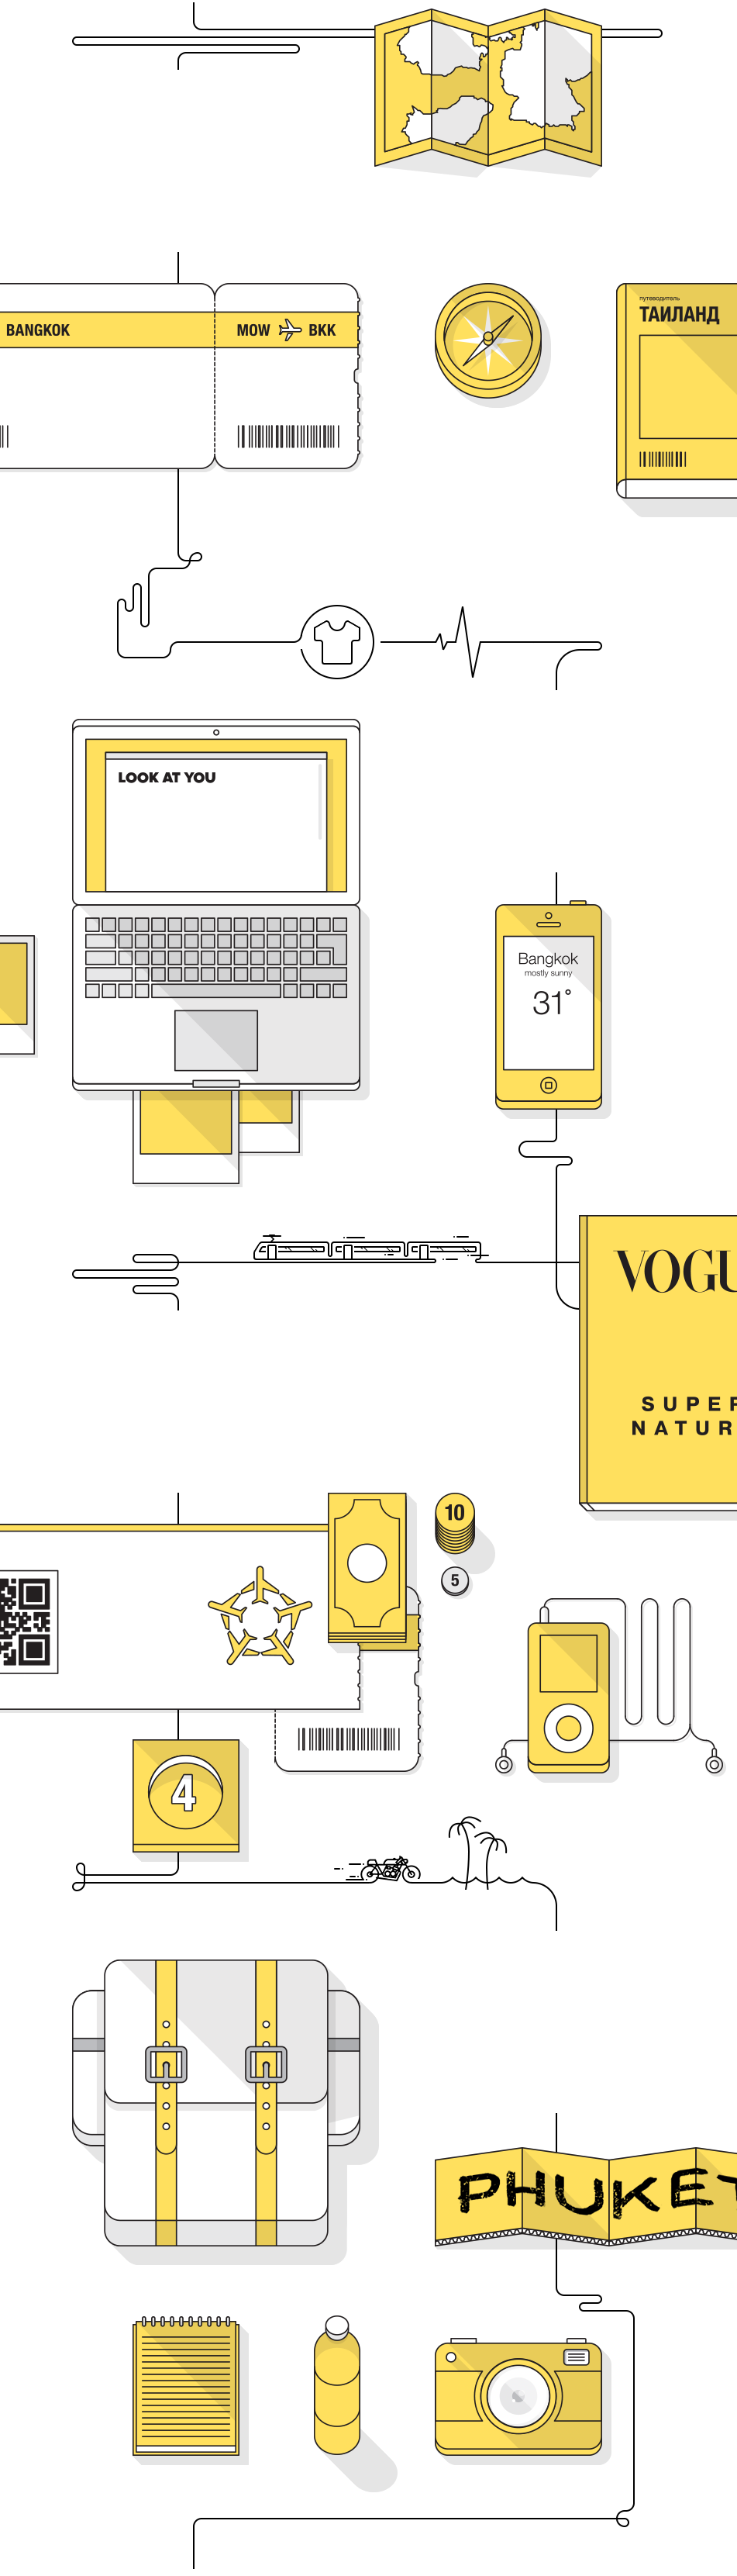 BANGKOK
MOW BKK
путеводитель
ТАИЛАНД
LOOK AT YOU
Bangkok
mostly sunny
31°
VOGU
SUPER
NATUR
10
5
4
PHUKET